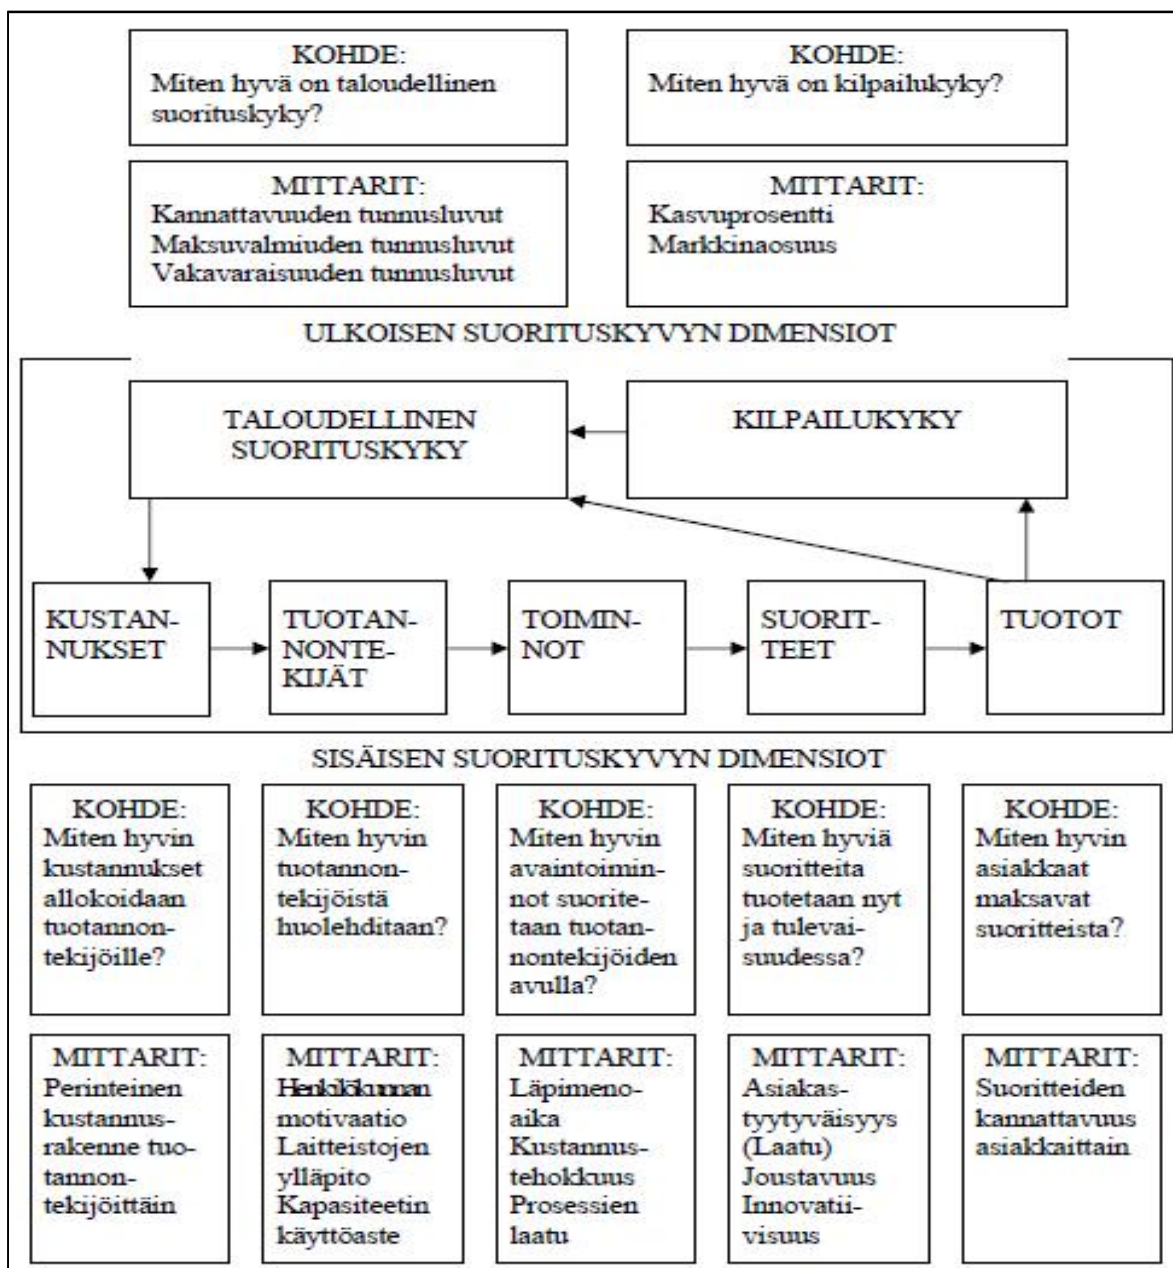 KOHDE:
Miten hyvä on taloudellinen
suorituskyky?
KOHDE:
Miten hyvä on kilpailukyky?
MITTARIT:
Kannattavuuden tunnusluvut
Maksuvalmiuden tunnusluvut
Vakavaraisuuden tunnusluvut
MITTARIT:
Kasvuprosentti
Markkinaosuus
ULKOISEN SUORITUSKYVYN DIMENSIOT
TALOUDELLINEN
SUORITUSKYKY
KILPAILUKYKY
KUSTAN-
NUKSET
TUOTAN-
NONTE-
KIJÄT
TOIMIN-
NOT
SUORIT-
TEET
TUOTOT
SISÄISEN SUORITUSKYVYN DIMENSIOT
KOHDE:
Miten hyvin
kustannukset
allokoidaan
tuotannon-
tekijöille?
KOHDE:
Miten hyvin
tuotannon-
tekijöistä
huolehditaan?
KOHDE:
Miten hyvin
avaintoimin-
not suorite-
taan tuotan-
nontekijöiden
avulla?
KOHDE:
Miten hyviä
suoritteita
tuotetaan nyt
ja tulevai-
suudessa?
KOHDE:
Miten hyvin
asiakkaat
maksavat
suoritteista?
MITTARIT:
Perinteinen
kustannus-
rakenne tuo-
tannon-
tekijöittäin
MITTARIT:
Henkilökunnan
motivaatio
Laitteistojen
ylläpito
Kapasiteetin
käyttöaste
MITTARIT:
Läpimeno-
aika
Kustannus-
tehokkuus
Prosessien
laatu
MITTARIT:
Asiakas-
tyytyväisyys
(Laatu)
Joustavuus
Innovatii-
visuus
MITTARIT:
Suoritteiden
kannattavuus
asiakkaittain